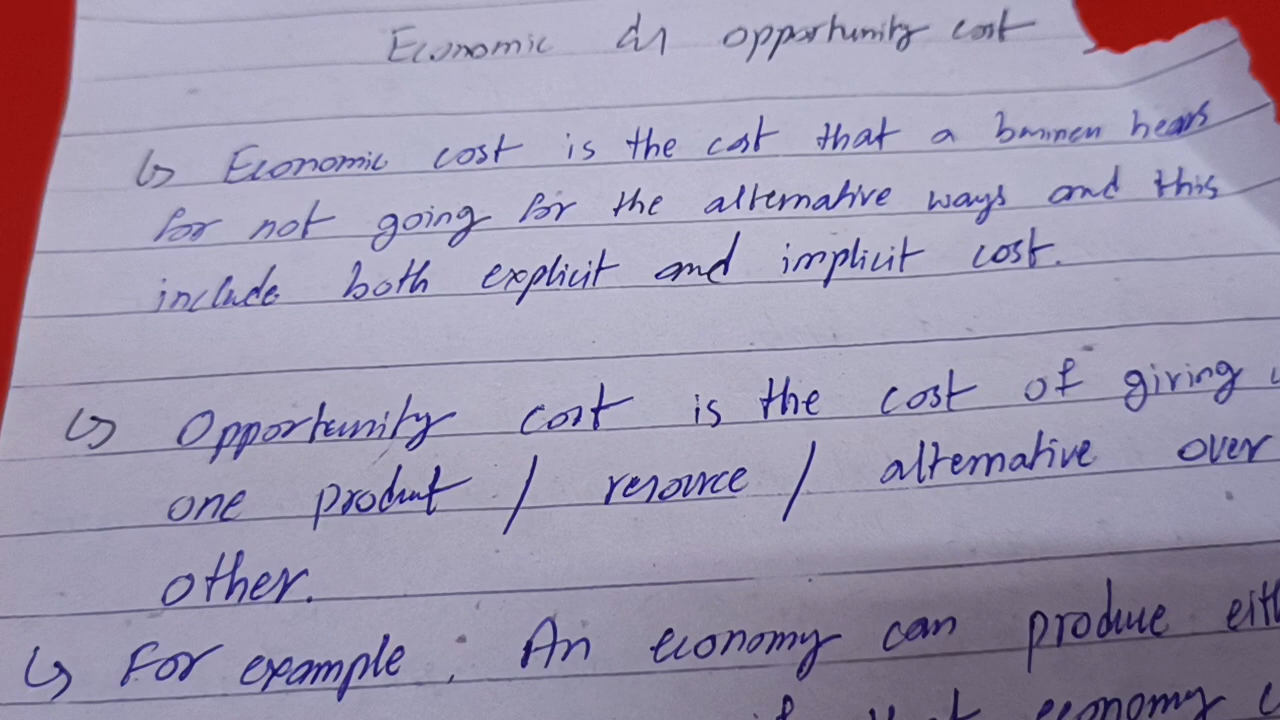 Economic & opportunity cost
↳ Economic cost is the cost that a business bears
for not going for the alternative ways and this
include both explicit and implicit cost.
↳ Opportunity cost is the cost of giving
one product / resource / alternative over
other.
↳ For example : An economy can produce
economy